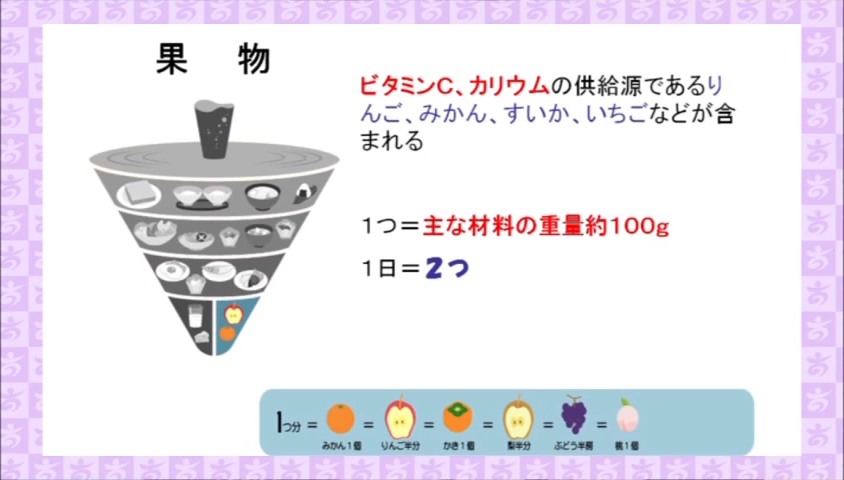 果 物
ビタミンC、カリウムの供給源であるり
んご、みかん、すいか、いちごなどが含
まれる
1つ＝主な材料の重量約100g
1日＝2つ
1つ分 = = = = = =
みかん1個 りんご半分 かき1個 梨半分 ぶどう半房 桃1個